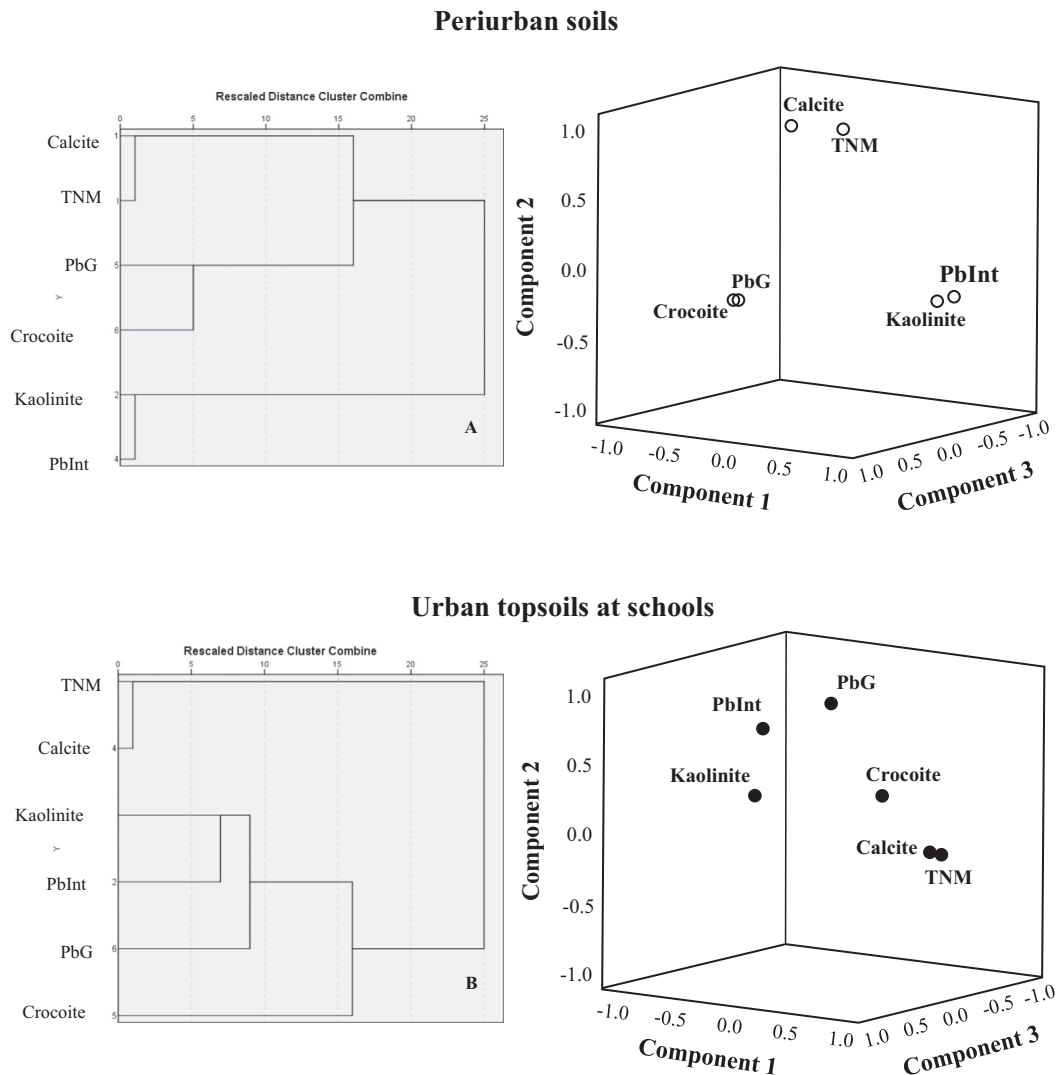 Periurban soils
Rescaled Distance Cluster Combine
0 5 10 15 20 25
Calcite
TNM
PbG
Y
Crocoite
Kaolinite
PbInt
1
5
6
2
4
A
Component 2
1.0
0.5
0.0
-0.5
-1.0
Calcite
TNM
PbG
Crocoite
PbInt
Kaolinite
-1.0 -0.5 0.0 0.5 1.0
Component 1
1.0 0.5 0.0 -0.5 -1.0
Component 3
Urban topsoils at schools
Rescaled Distance Cluster Combine
0 5 10 15 20 25
TNM
Calcite
Kaolinite
Y
PbInt
PbG
Crocoite
4
2
6
5
B
Component 2
1.0
0.5
0.0
-0.5
-1.0
PbG
PbInt
Kaolinite
Crocoite
Calcite
TNM
-1.0 -0.5 0.0 0.5 1.0
Component 1
1.0 0.5 0.0 -0.5 -1.0
Component 3